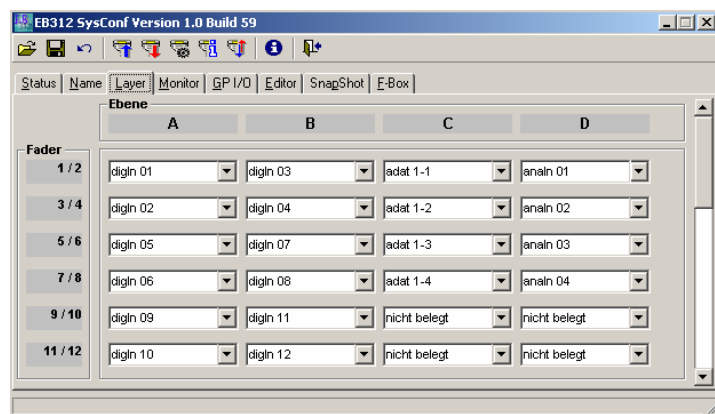 EB312 SysConf Version 1.0 Build 59
Status Name Layer Monitor GP I/O Editor SnapShot F-Box
Ebene
A B C D
Fader
1 / 2 digIn 01 digIn 03 adat 1-1 anaIn 01
3 / 4 digIn 02 digIn 04 adat 1-2 anaIn 02
5 / 6 digIn 05 digIn 07 adat 1-3 anaIn 03
7 / 8 digIn 06 digIn 08 adat 1-4 anaIn 04
9 / 10 digIn 09 digIn 11 nicht belegt nicht belegt
11 / 12 digIn 10 digIn 12 nicht belegt nicht belegt